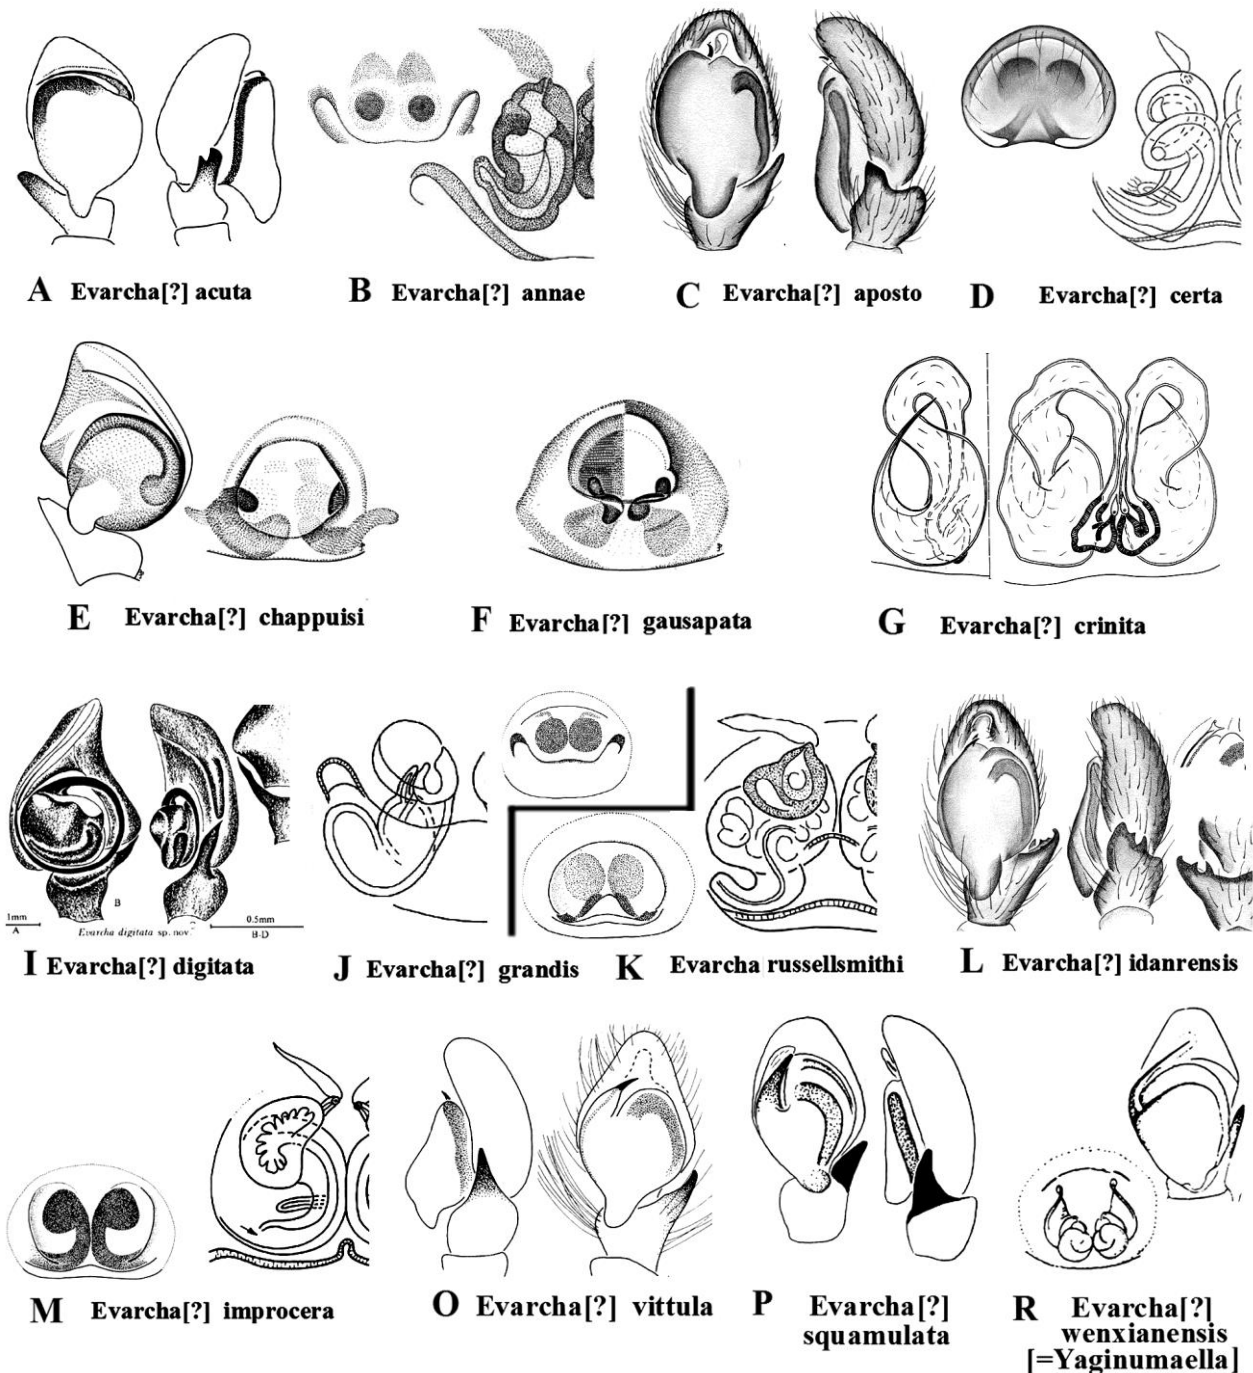 A Evarcha[?] acuta
B Evarcha[?] annae
C Evarcha[?] aposto
D Evarcha[?] certa
E Evarcha[?] chappuisi
F Evarcha[?] gausapata
G Evarcha[?] crinita
B
1mm
A
Evarcha digitata sp. nov.
0.5mm
B-D
I Evarcha[?] digitata
J Evarcha[?] grandis
K Evarcha russellsmithi
L Evarcha[?] idanrensis
M Evarcha[?] improcera
O Evarcha[?] vittula
P Evarcha[?]
squamulata
R Evarcha[?]
wenxianensis
[=Yaginumaella]